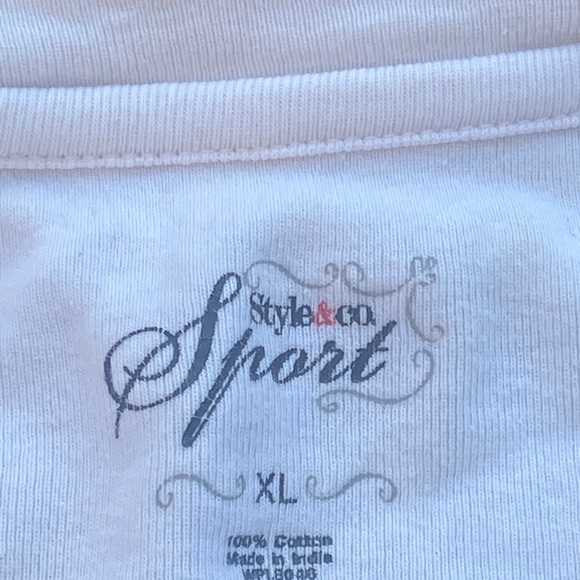 Style&co.
Sport
XL
100% Cotton
Made in India